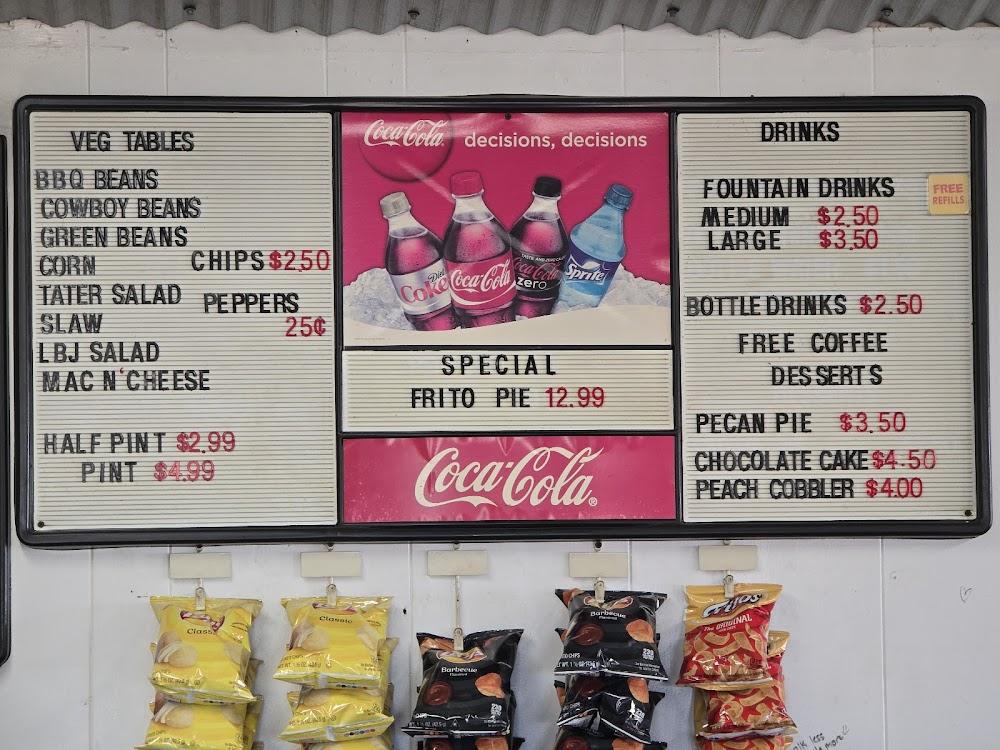 VEG TABLES
BBQ BEANS
COWBOY BEANS
GREEN BEANS
CORN
TATER SALAD
SLAW
LBJ SALAD
MAC N'CHEESE
CHIPS $2.50
PEPPERS
25¢
HALF PINT $2.99
PINT $4.99
Coca-Cola
decisions, decisions
Diet
Coke
Coca-Cola
Coca-Cola
zero
Sprite
SPECIAL
FRITO PIE 12.99
Coca-Cola®
DRINKS
FOUNTAIN DRINKS
FREE
REFILLS
MEDIUM $2.50
LARGE $3.50
BOTTLE DRINKS $2.50
FREE COFFEE
DESSERTS
PECAN PIE $3.50
CHOCOLATE CAKE $4.50
PEACH COBBLER $4.00
Classic
Classic
Barbecue
Flavored
Barbecue
Flavored
Fritos
The ORIGINAL
less
more